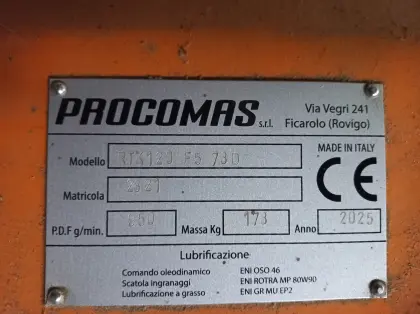 PROCOMAS s.r.l.
Via Vegri 241
Ficarolo (Rovigo)
Modello
MADE IN ITALY
CE
Matricola
P.D.F g/min. Massa Kg 173 Anno 2025
Lubrificazione
Comando oleodinamico ENI OSO 46
Scatola ingranaggi ENI ROTRA MP 80W90
Lubrificazione a grasso ENI GR MU EP2